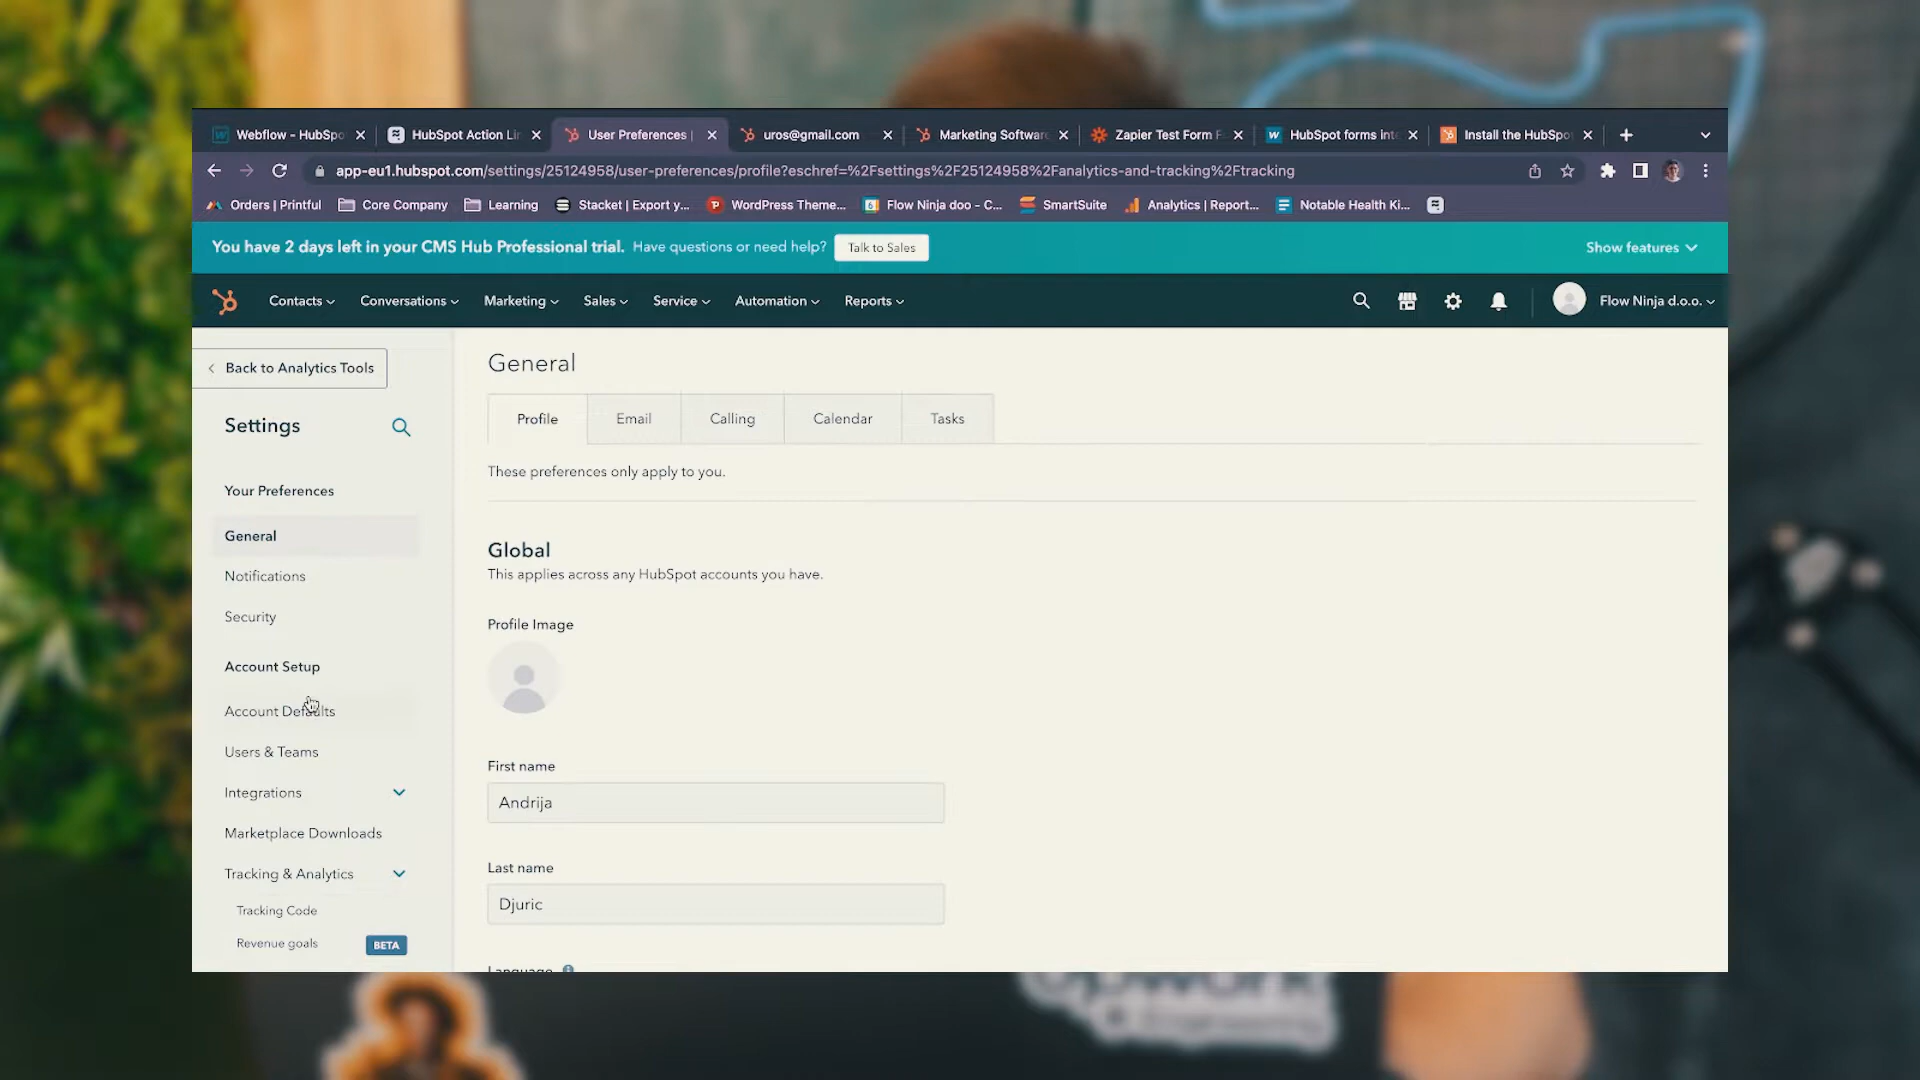 Webflow - HubSpo
HubSpot Action Lin
User Preferences |
uros@gmail.com
Marketing Software
Zapier Test Form F
HubSpot forms inte
Install the HubSpo
app-eu1.hubspot.com/settings/25124958/user-preferences/profile?eschref=%2Fsettings%2F25124958%2Fanalytics-and-tracking%2Ftracking
Orders | Printful
Core Company
Learning
Stacket | Export y...
WordPress Theme...
Flow Ninja doo - C...
SmartSuite
Analytics | Report...
Notable Health Ki...
You have 2 days left in your CMS Hub Professional trial. Have questions or need help? Talk to Sales
Show features
Contacts
Conversations
Marketing
Sales
Service
Automation
Reports
Flow Ninja d.o.o.
Back to Analytics Tools
Settings
Your Preferences
General
Notifications
Security
Account Setup
Account Defaults
Users & Teams
Integrations
Marketplace Downloads
Tracking & Analytics
Tracking Code
Revenue goals
BETA
General
Profile
Email
Calling
Calendar
Tasks
These preferences only apply to you.
Global
This applies across any HubSpot accounts you have.
Profile Image
First name
Andrija
Last name
Djuric
Language